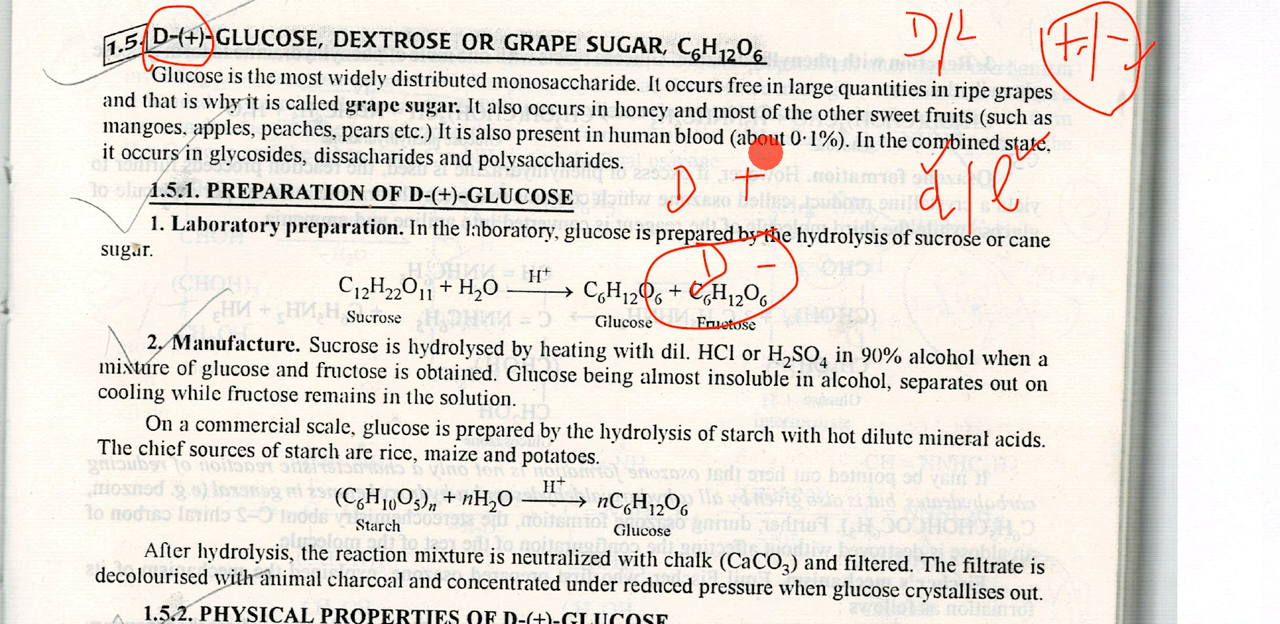 1.5. D-(+)-GLUCOSE, DEXTROSE OR GRAPE SUGAR, C6H12O6
D/L +/-
Glucose is the most widely distributed monosaccharide. It occurs free in large quantities in ripe grapes
and that is why it is called grape sugar. It also occurs in honey and most of the other sweet fruits (such as
mangoes, apples, peaches, pears etc.) It is also present in human blood (about 0·1%). In the combined state,
it occurs in glycosides, dissacharides and polysaccharides.
D + d/l
1.5.1. PREPARATION OF D-(+)-GLUCOSE
1. Laboratory preparation. In the laboratory, glucose is prepared by the hydrolysis of sucrose or cane
sugar.
D -
C12H22O11 + H2O H+ → C6H12O6 + C6H12O6
Sucrose Glucose Fructose
2. Manufacture. Sucrose is hydrolysed by heating with dil. HCl or H2SO4 in 90% alcohol when a
mixture of glucose and fructose is obtained. Glucose being almost insoluble in alcohol, separates out on
cooling while fructose remains in the solution.
On a commercial scale, glucose is prepared by the hydrolysis of starch with hot dilute mineral acids.
The chief sources of starch are rice, maize and potatoes.
(C6H10O5)n + nH2O H+ → nC6H12O6
Starch Glucose
After hydrolysis, the reaction mixture is neutralized with chalk (CaCO3) and filtered. The filtrate is
decolourised with animal charcoal and concentrated under reduced pressure when glucose crystallises out.
1.5.2. PHYSICAL PROPERTIES OF D-(+)-GLUCOSE